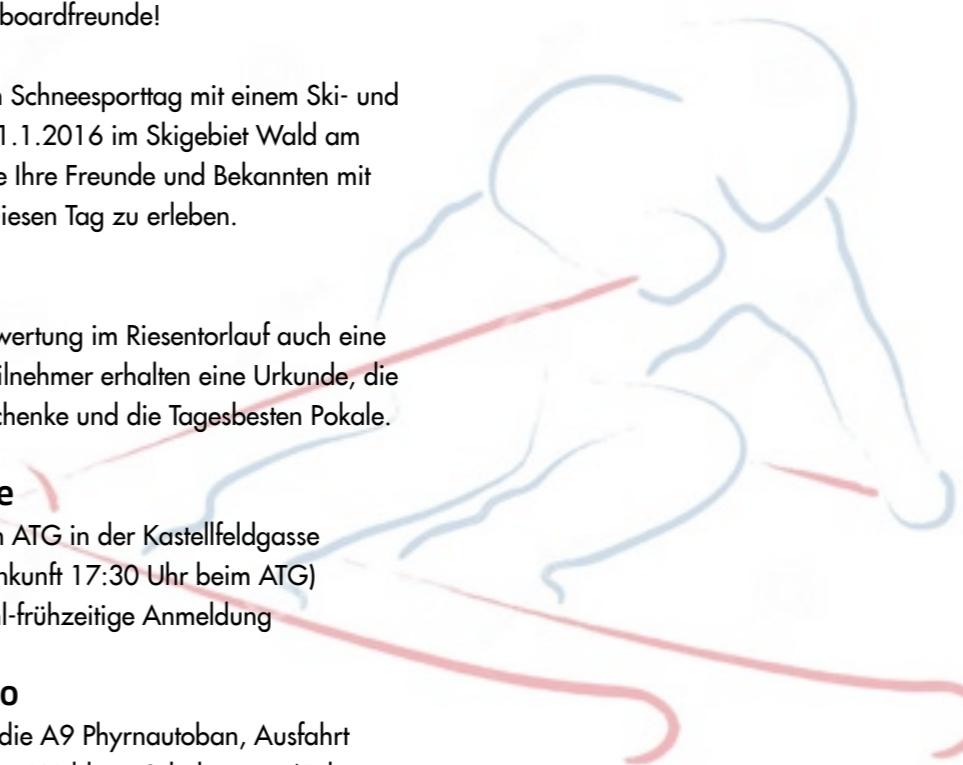 boardfreunde!
Schneesporttag mit einem Ski- und
1.1.2016 im Skigebiet Wald am
Ihre Freunde und Bekannten mit
iesen Tag zu erleben.
wertung im Riesentorlauf auch eine
ilnehmer erhalten eine Urkunde, die
chenke und die Tagesbesten Pokale.
e
ATG in der Kastellfeldgasse
nkunft 17:30 Uhr beim ATG)
l-frühzeitige Anmeldung
o
die A9 Phyrnautoban, Ausfahrt